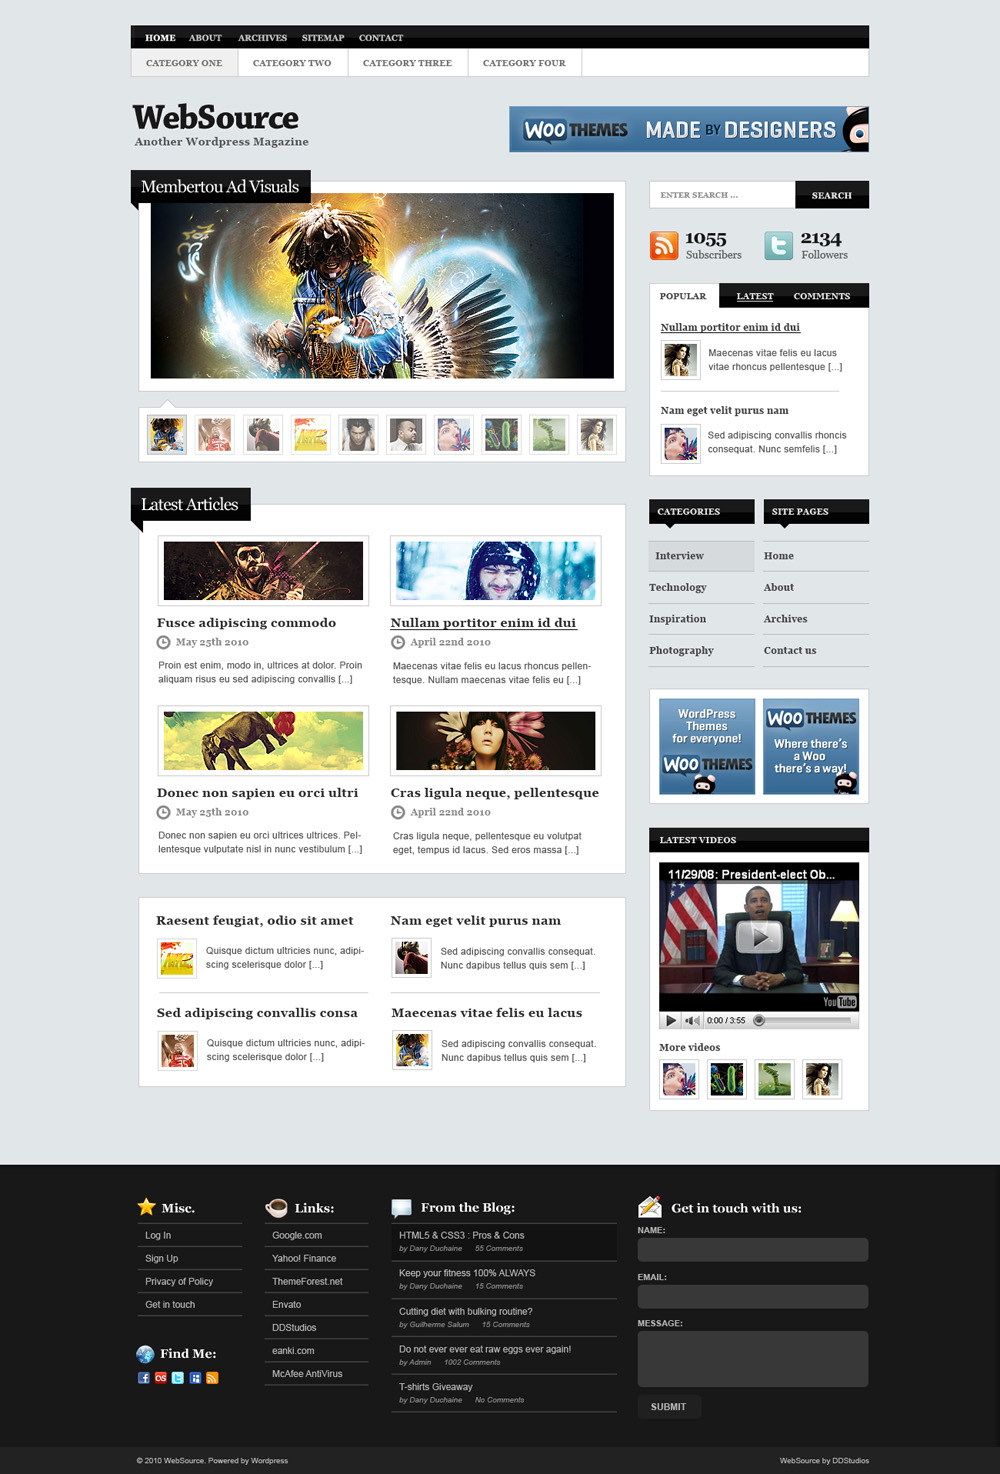 HOME ABOUT ARCHIVES SITEMAP CONTACT
CATEGORY ONE CATEGORY TWO CATEGORY THREE CATEGORY FOUR
WebSource
Another Wordpress Magazine
WOO THEMES MADE BY DESIGNERS
Membertou Ad Visuals
ENTER SEARCH ... SEARCH
1055
Subscribers
2134
Followers
POPULAR LATEST COMMENTS
Nullam portitor enim id dui
Maecenas vitae felis eu lacus
vitae rhoncus pellentesque [...]
Nam eget velit purus nam
Sed adipiscing convallis rhoncis
consequat. Nunc semfelis [...]
Latest Articles
Fusce adipiscing commodo
May 25th 2010
Proin est enim, modo in, ultrices at dolor. Proin
aliquam risus eu sed adipiscing convallis [...]
Nullam portitor enim id dui
April 22nd 2010
Maecenas vitae felis eu lacus rhoncus pellen-
tesque. Nullam maecenas vitae felis eu [...]
Donec non sapien eu orci ultri
May 25th 2010
Donec non sapien eu orci ultrices ultrices. Pel-
lentesque vulputate nisl in nunc vestibulum [...]
Cras ligula neque, pellentesque
April 22nd 2010
Cras ligula neque, pellentesque eu volutpat
eget, tempus id lacus. Sed eros massa [...]
Raesent feugiat, odio sit amet
Quisque dictum ultricies nunc, adipi-
scing scelerisque dolor [...]
Nam eget velit purus nam
Sed adipiscing convallis consequat.
Nunc dapibus tellus quis sem [...]
Sed adipiscing convallis consa
Quisque dictum ultricies nunc, adipi-
scing scelerisque dolor [...]
Maecenas vitae felis eu lacus
Sed adipiscing convallis consequat.
Nunc dapibus tellus quis sem [...]
CATEGORIES
Interview
Technology
Inspiration
Photography
SITE PAGES
Home
About
Archives
Contact us
WordPress
Themes
for everyone!
WOO THEMES
WOO THEMES
Where there's
a Woo
there's a way!
LATEST VIDEOS
11/29/08: President-elect Ob...
YouTube
0:00 / 3:55
More videos
Misc.
Log In
Sign Up
Privacy of Policy
Get in touch
Find Me:
Links:
Google.com
Yahoo! Finance
ThemeForest.net
Envato
DDStudios
eanki.com
McAfee AntiVirus
From the Blog:
HTML5 & CSS3 : Pros & Cons
by Dany Duchaine 55 Comments
Keep your fitness 100% ALWAYS
by Dany Duchaine 15 Comments
Cutting diet with bulking routine?
by Guilherme Salum 15 Comments
Do not ever ever eat raw eggs ever again!
by Admin 1002 Comments
T-shirts Giveaway
by Dany Duchaine No Comments
Get in touch with us:
NAME:
EMAIL:
MESSAGE:
SUBMIT
© 2010 WebSource. Powered by Wordpress
WebSource by DDStudios